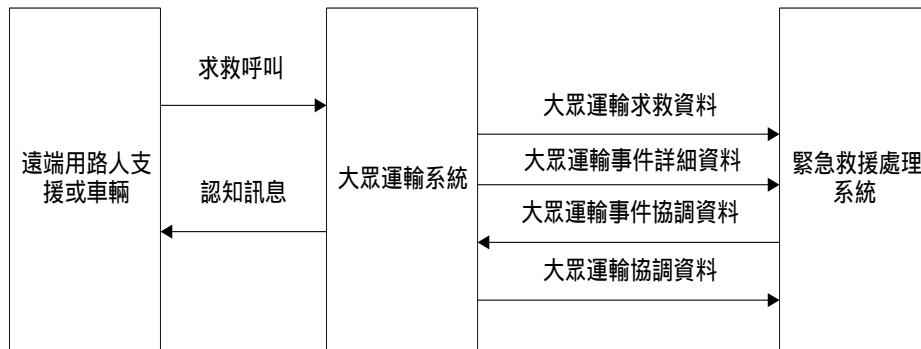 求救呼叫
認知訊息
遠端用路人支
援或車輛
大眾運輸系統
大眾運輸求救資料
大眾運輸事件詳細資料
大眾運輸事件協調資料
大眾運輸協調資料
緊急救援處理
系統